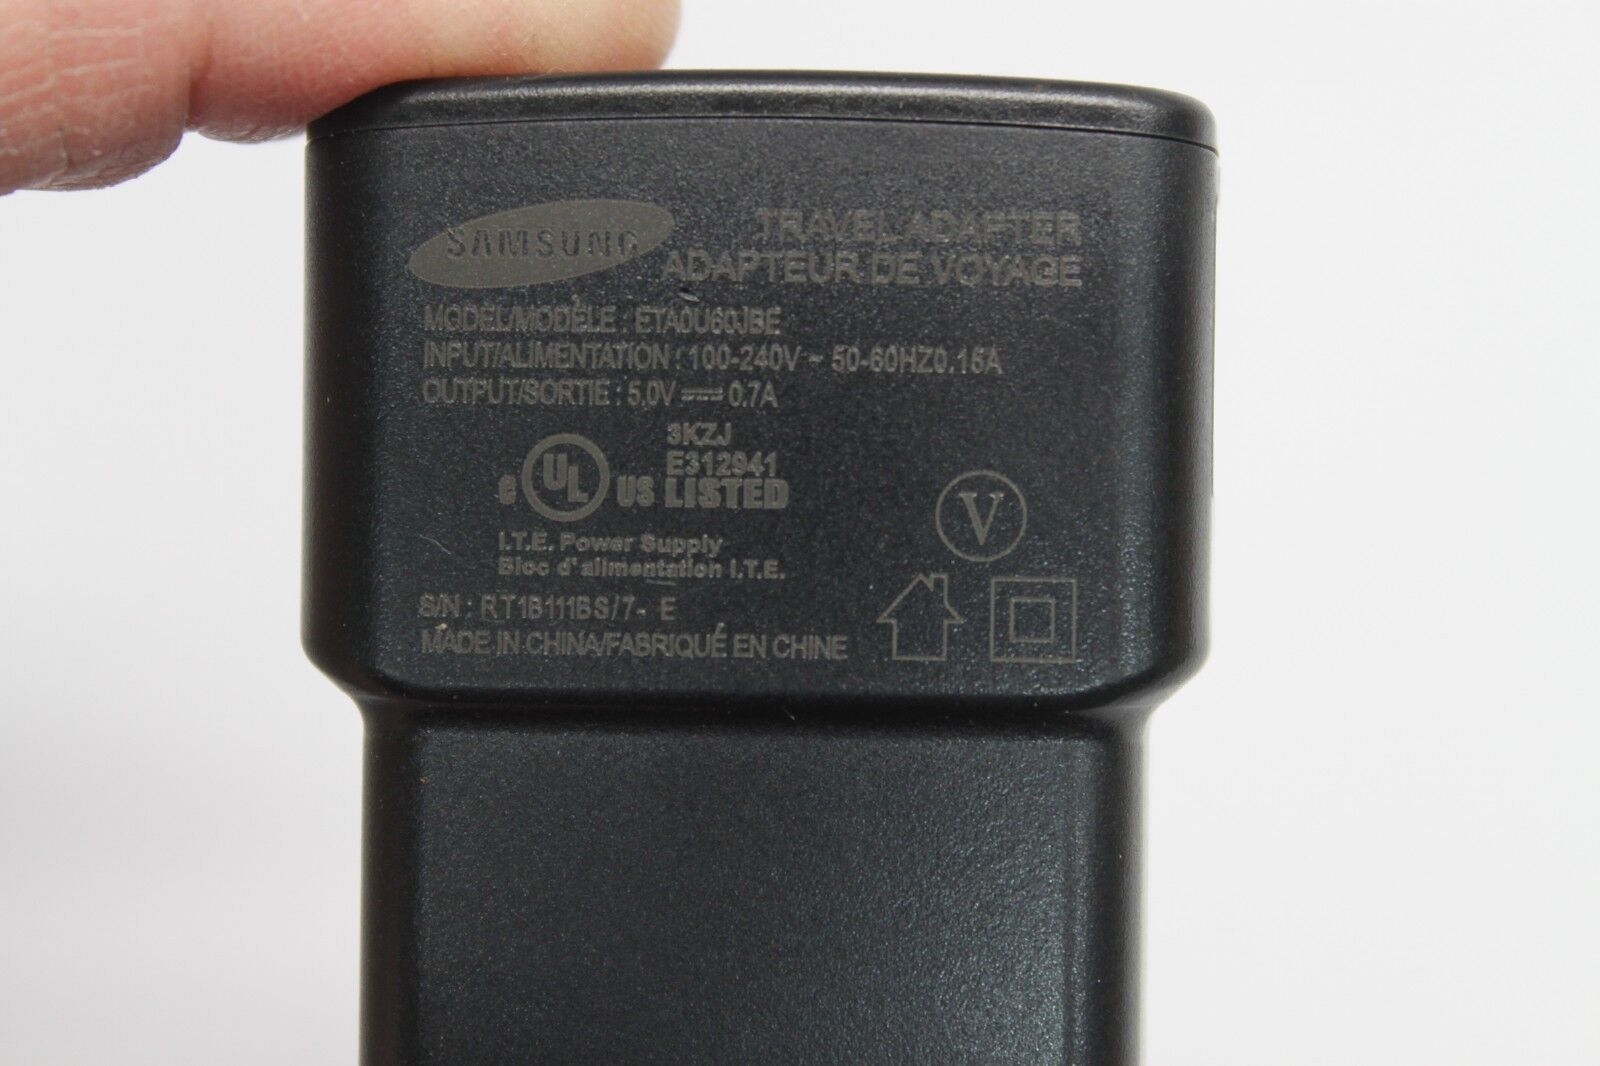 SAMSUNG
TRAVEL ADAPTER
ADAPTEUR DE VOYAGE
MODEL/MODÈLE : ETA0U60JBE
INPUT/ALIMENTATION : 100-240V ~ 50-60HZ0.15A
OUTPUT/SORTIE : 5.0V ⎓ 0.7A
3KZJ
E312941
c UL US LISTED
I.T.E. Power Supply
Bloc d'alimentation I.T.E.
V
S/N : RT1B111BS/7- E
MADE IN CHINA/FABRIQUÉ EN CHINE